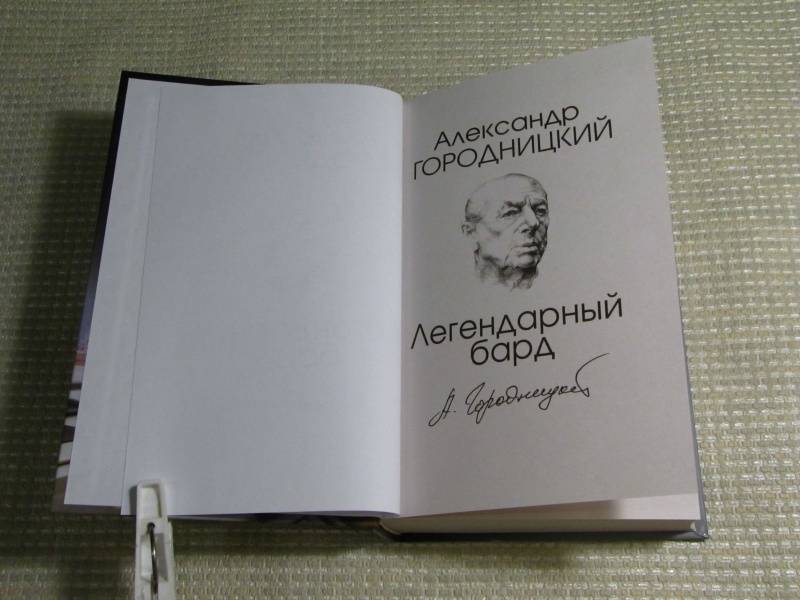 Александр
ГОРОДНИЦКИЙ
Легендарный
бард
А. Городницкий